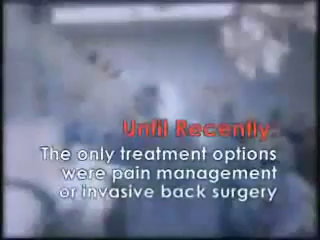 Until Recently
The only treatment options
were pain management
or invasive back surgery